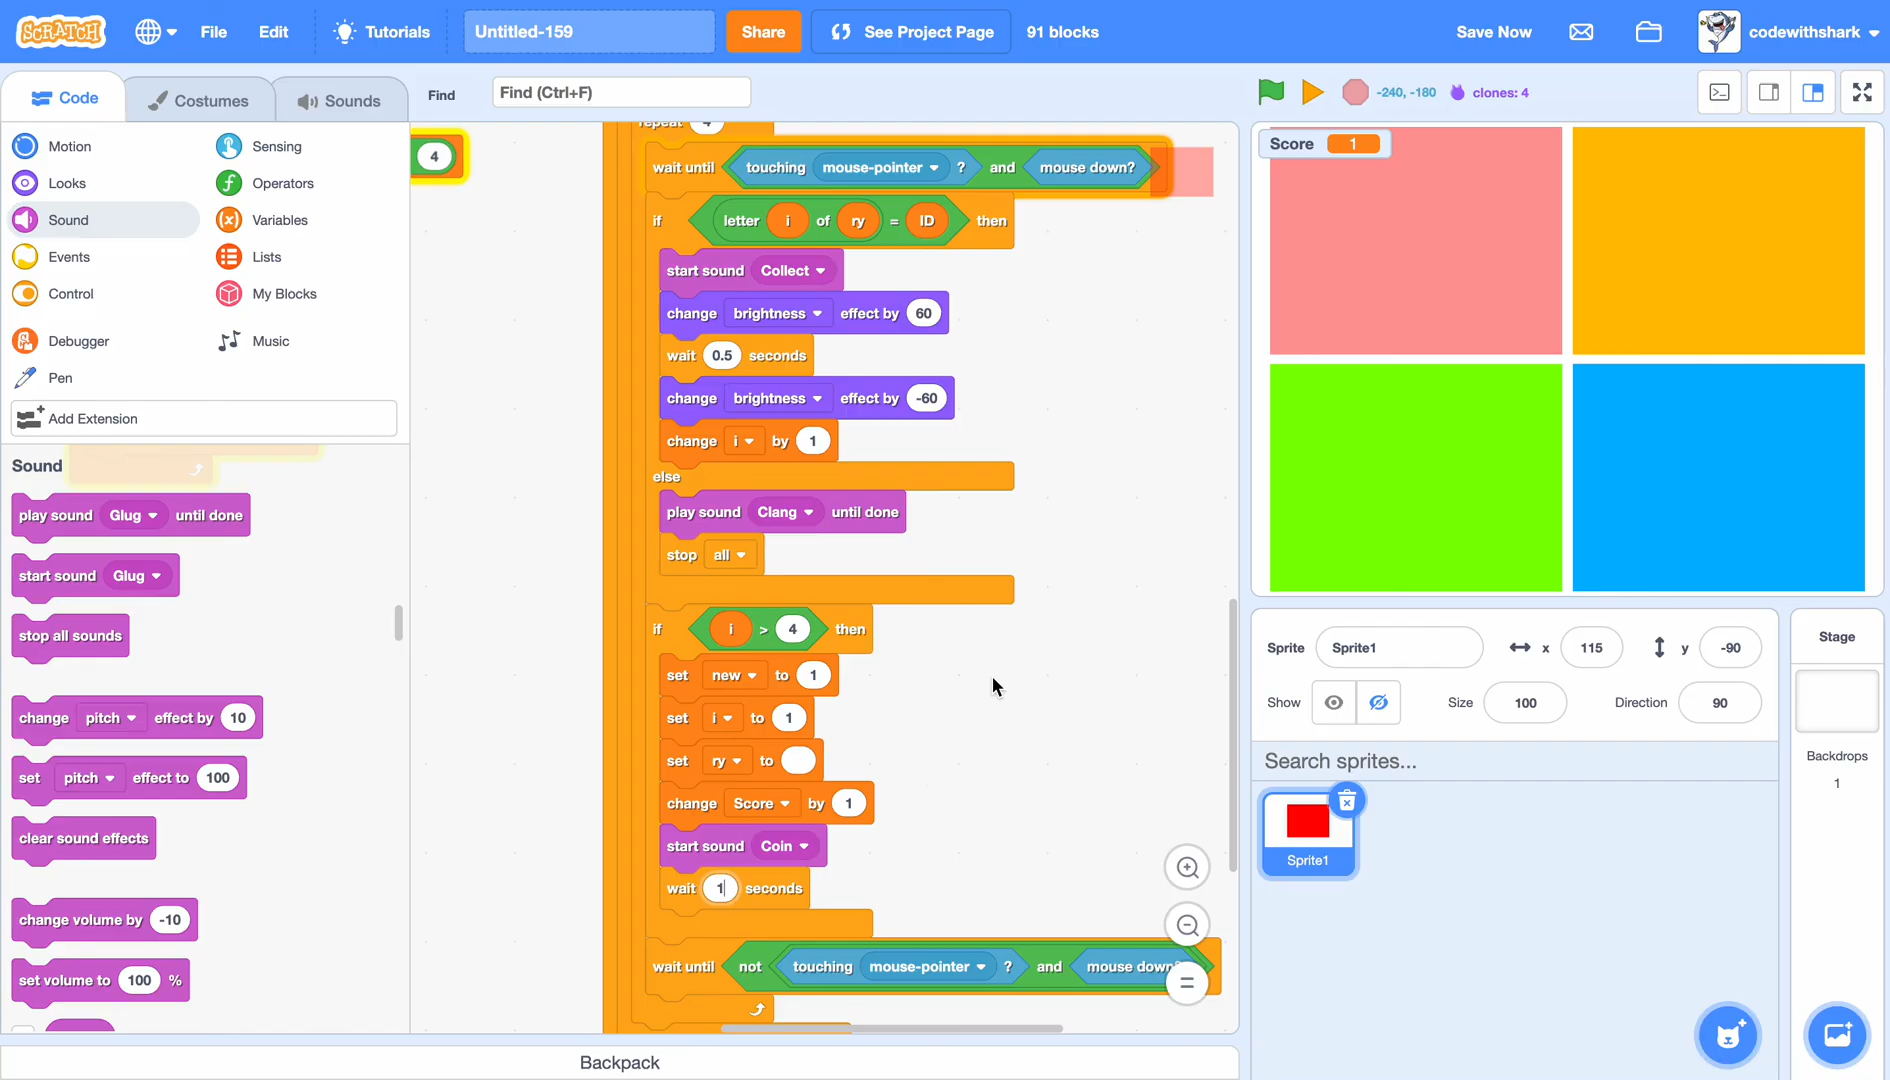 SCRATCH
File
Edit
Tutorials
Untitled-159
Share
See Project Page
91 blocks
Save Now
codewithshark
Code
Costumes
Sounds
Find
Find (Ctrl+F)
-240, -180
clones: 4
Motion
Looks
Sound
Events
Control
Debugger
Pen
Sensing
Operators
Variables
Lists
My Blocks
Music
Add Extension
Sound
play sound Glug until done
start sound Glug
stop all sounds
change pitch effect by 10
set pitch effect to 100
clear sound effects
change volume by -10
set volume to 100 %
4
repeat 4
wait until touching mouse-pointer ? and mouse down?
if letter i of ry = ID then
start sound Collect
change brightness effect by 60
wait 0.5 seconds
change brightness effect by -60
change i by 1
else
play sound Clang until done
stop all
if i > 4 then
set new to 1
set i to 1
set ry to
change Score by 1
start sound Coin
wait 1 seconds
wait until not touching mouse-pointer ? and mouse down?
=
Backpack
Score 1
Sprite Sprite1 x 115 y -90
Show Size 100 Direction 90
Search sprites...
Sprite1
Stage
Backdrops
1